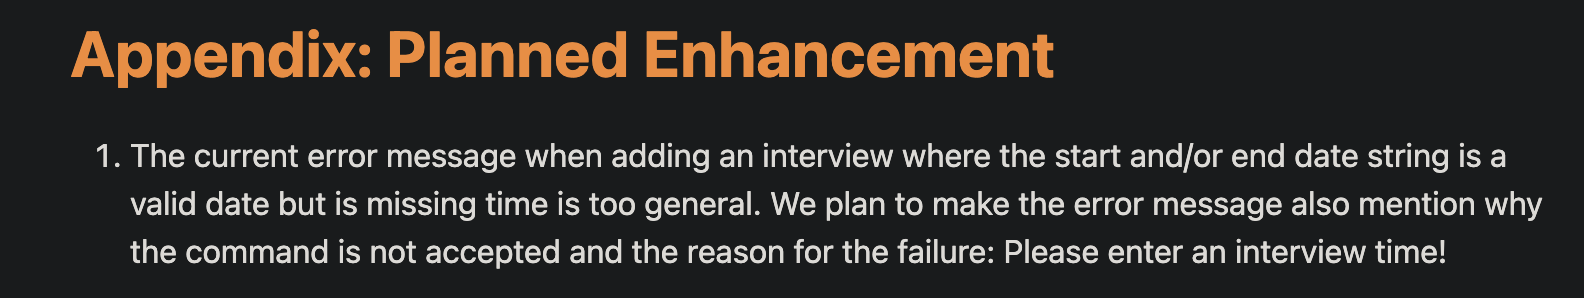 Appendix: Planned Enhancement
1. The current error message when adding an interview where the start and/or end date string is a
valid date but is missing time is too general. We plan to make the error message also mention why
the command is not accepted and the reason for the failure: Please enter an interview time!